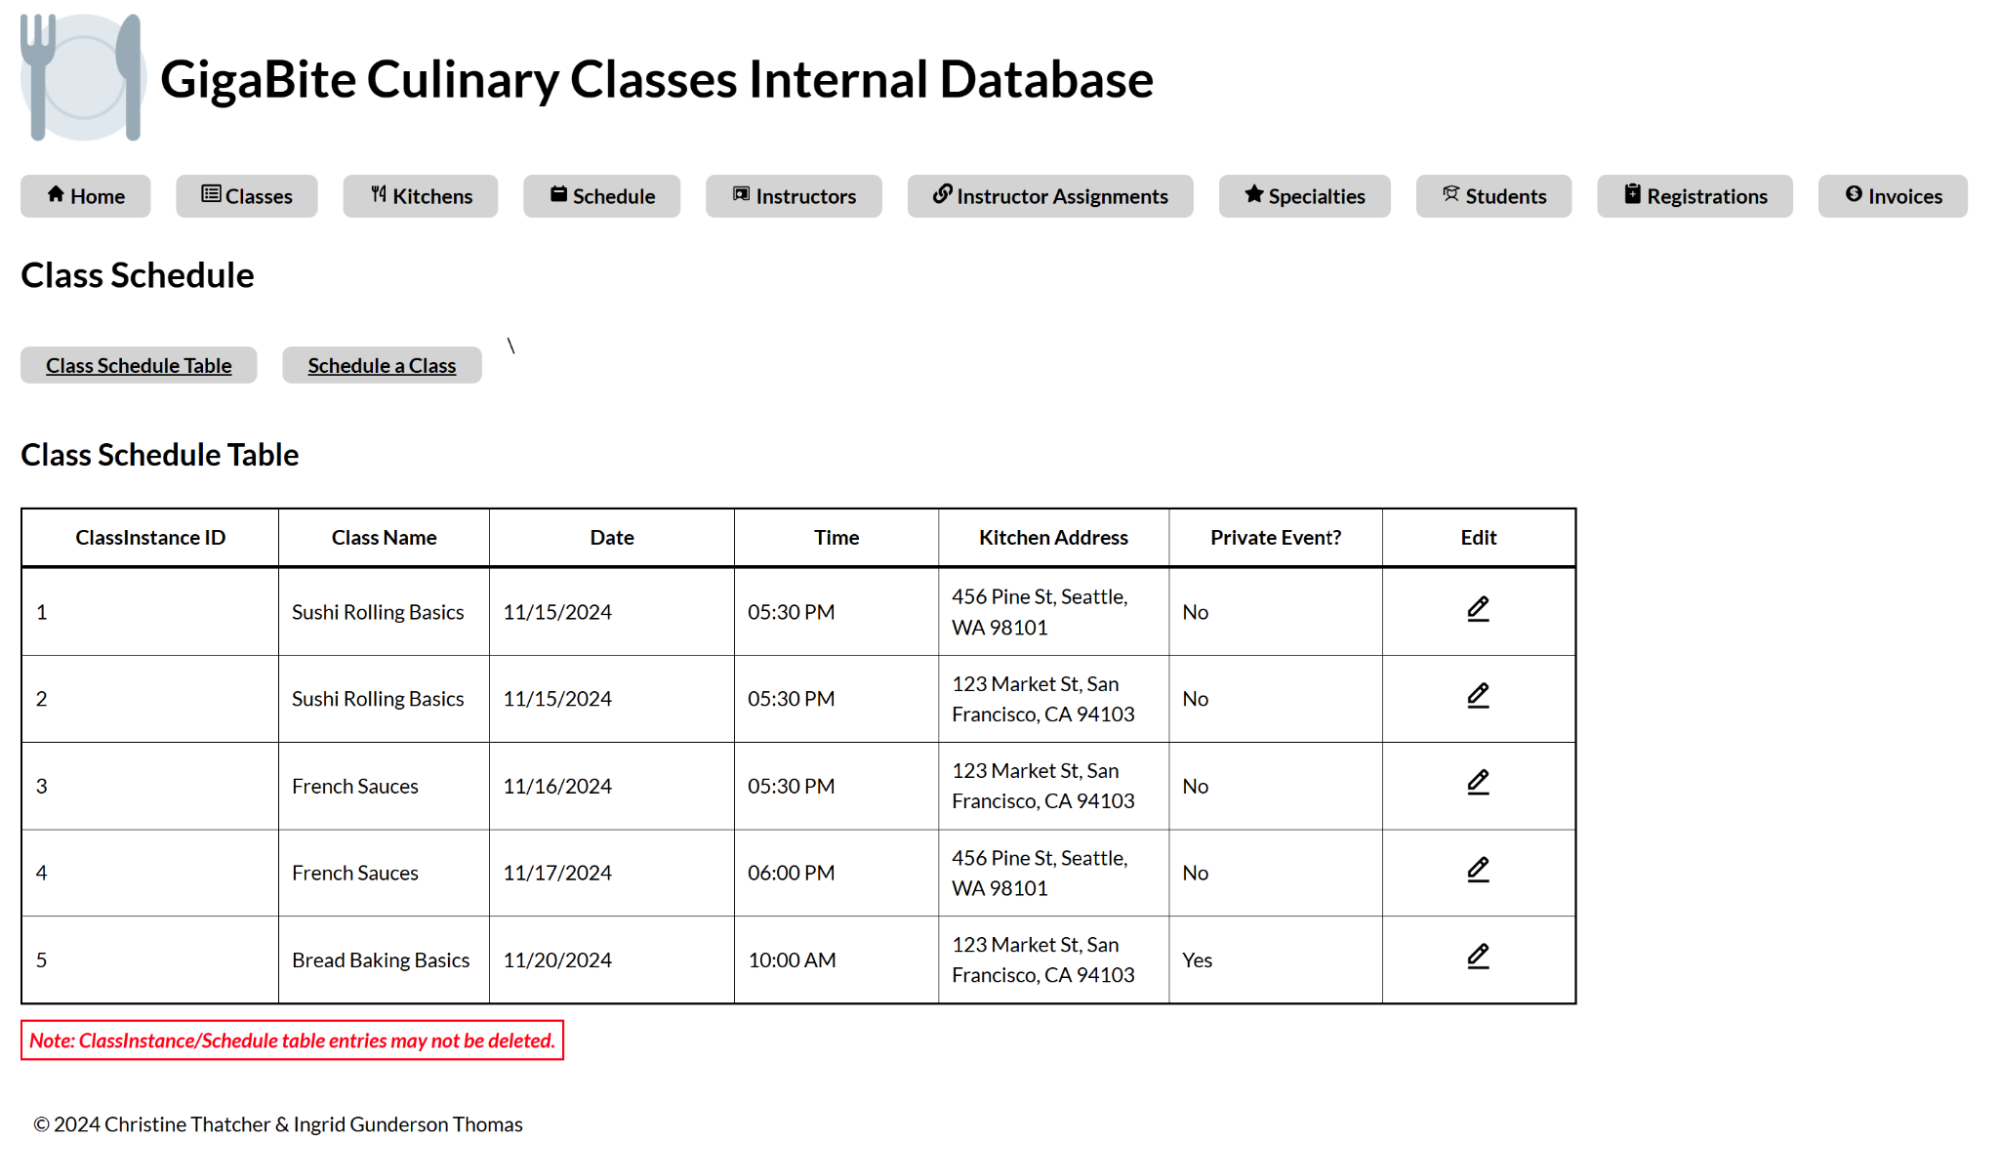 GigaBite Culinary Classes Internal Database
Home Classes Kitchens Schedule Instructors Instructor Assignments Specialties Students Registrations Invoices
Class Schedule
Class Schedule Table Schedule a Class \
Class Schedule Table
ClassInstance ID Class Name Date Time Kitchen Address Private Event? Edit
1 Sushi Rolling Basics 11/15/2024 05:30 PM 456 Pine St, Seattle,
WA 98101 No
2 Sushi Rolling Basics 11/15/2024 05:30 PM 123 Market St, San
Francisco, CA 94103 No
3 French Sauces 11/16/2024 05:30 PM 123 Market St, San
Francisco, CA 94103 No
4 French Sauces 11/17/2024 06:00 PM 456 Pine St, Seattle,
WA 98101 No
5 Bread Baking Basics 11/20/2024 10:00 AM 123 Market St, San
Francisco, CA 94103 Yes
Note: ClassInstance/Schedule table entries may not be deleted.
© 2024 Christine Thatcher & Ingrid Gunderson Thomas